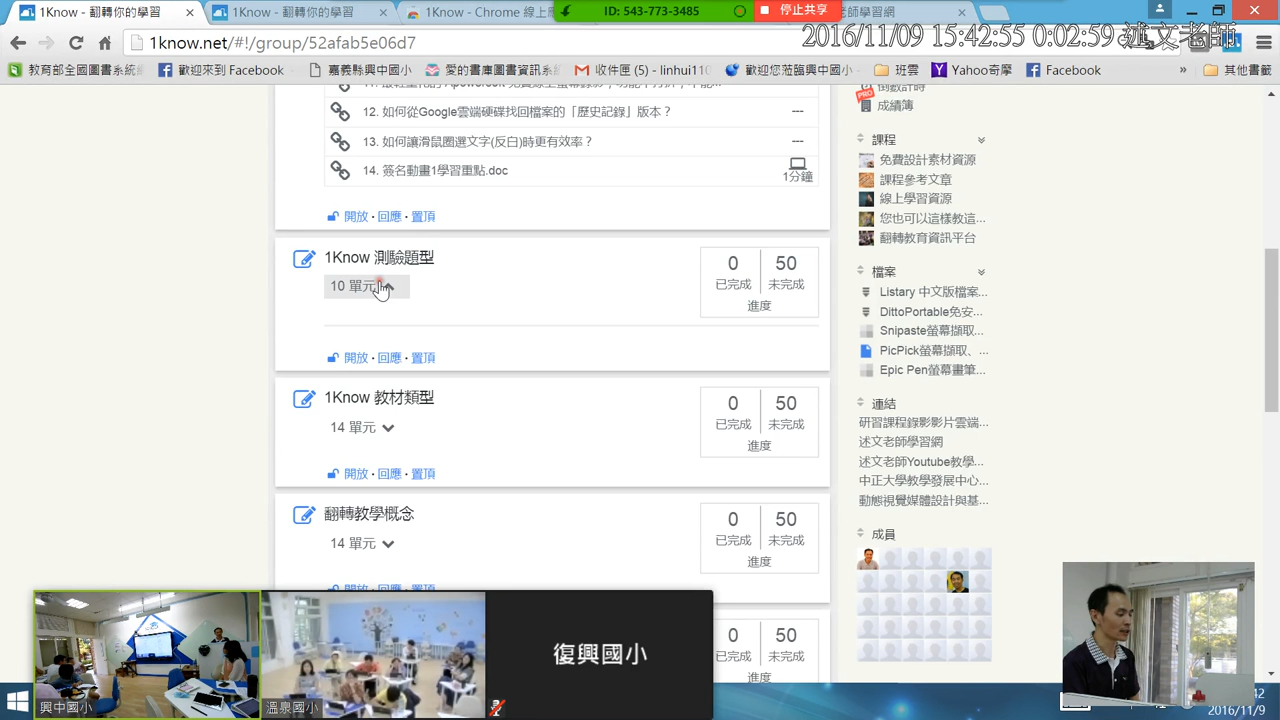 1Know - 翻轉你的學習
1Know - 翻轉你的學習
1Know - Chrome 線上應
ID: 543-773-3485
停止共享
老師學習網
1know.net/#!/group/52afab5e06d7
2016/11/09 15:42:55 0:02:59 述文老師
教育部全國圖書系統
歡迎來到 Facebook
嘉義縣興中國小
愛的書庫圖資訊系
收件匣 (5) - linhui110
歡迎您蒞臨興中國小
班雲
Yahoo奇摩
Facebook
»
其他書籤
12. 如何從Google雲端硬碟找回檔案的「歷史記錄」版本？
---
13. 如何讓滑鼠圈選文字(反白)時更有效率？
---
14. 簽名動畫1學習重點.doc
1分鐘
開放 · 回應 · 置頂
1Know 測驗題型
10 單元
0
50
已完成
未完成
進度
開放 · 回應 · 置頂
1Know 教材類型
14 單元
0
50
已完成
未完成
進度
開放 · 回應 · 置頂
翻轉教學概念
14 單元
0
50
已完成
未完成
進度
開放 · 回應 · 置頂
0
50
已完成
未完成
進度
倒數計時
PRO
成績簿
課程
免費設計素材資源
課程參考文章
線上學習資源
您也可以這樣教這...
翻轉教育資訊平台
檔案
Listary 中文版檔案...
DittoPortable免安...
Snipaste螢幕擷取...
PicPick螢幕擷取、...
Epic Pen螢幕畫筆...
連結
研習課程錄影影片雲端...
述文老師學習網
述文老師Youtube教學...
中正大學教學發展中心...
動態視覺媒體設計與基...
成員
興中國小
溫泉國小
復興國小
42
2016/11/9